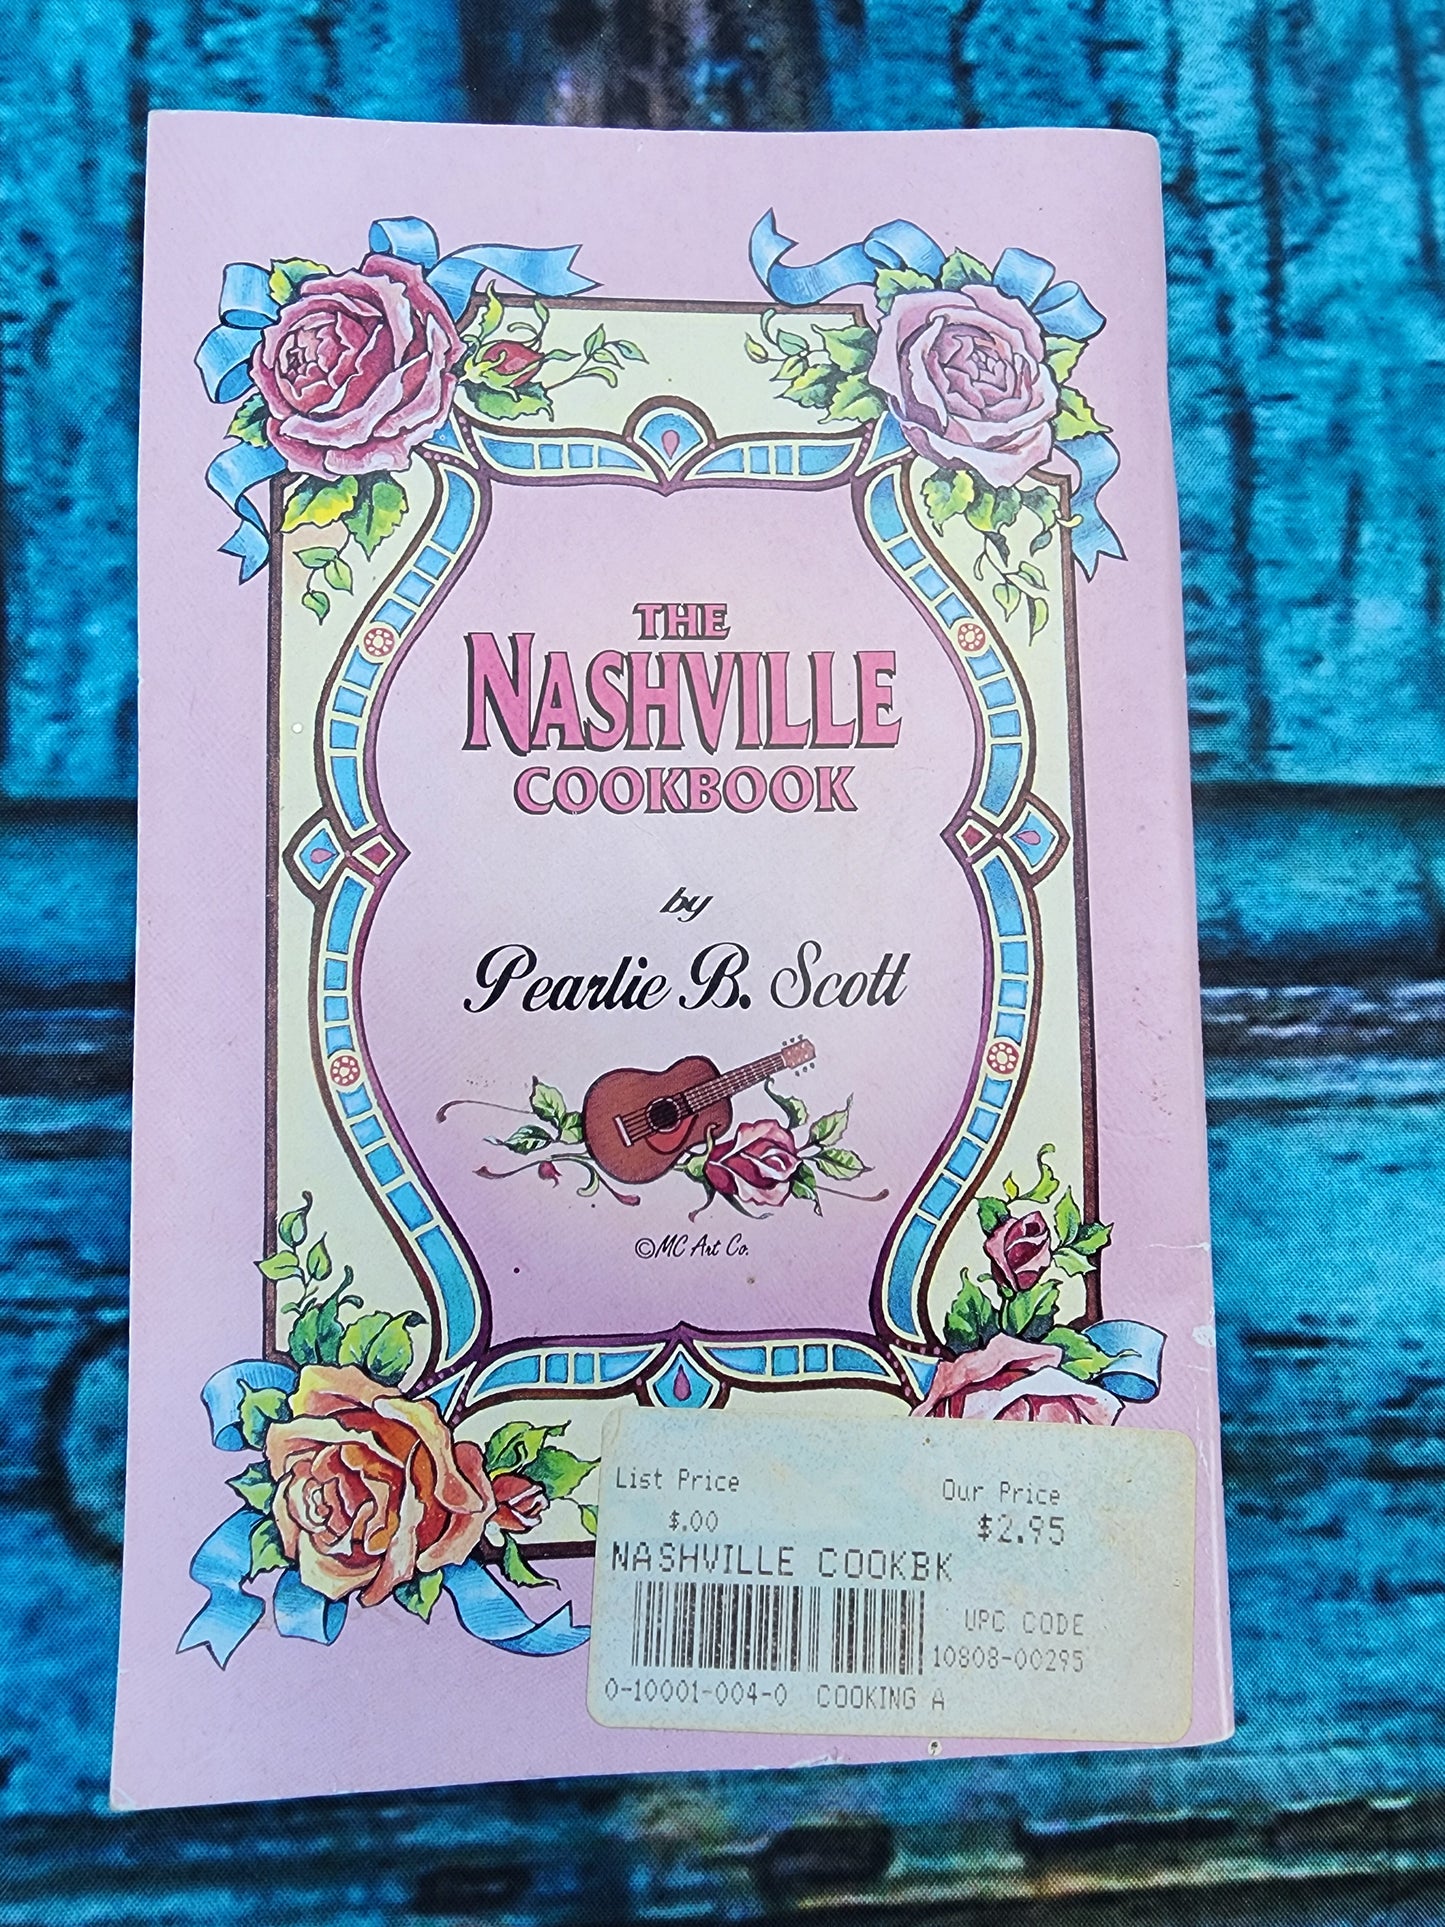 THE
NASHVILLE
COOKBOOK
by
Pearlie B. Scott
©MC Art Co.
List Price Our Price
$.00 $2.95
NASHVILLE COOKBK
UPC CODE
10808-00295
0-10001-004-0 COOKING A